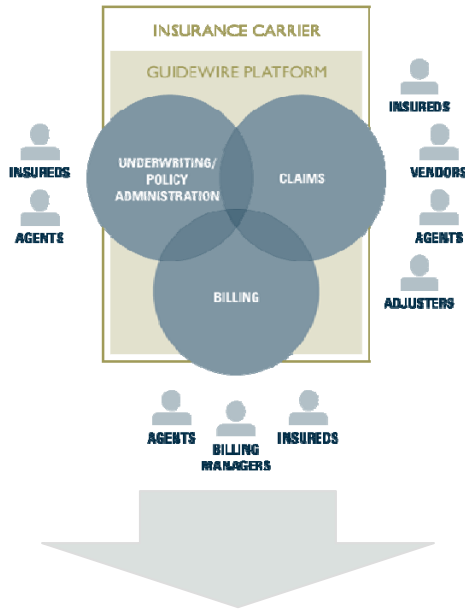 INSURANCE CARRIER
GUIDEWIRE PLATFORM
INSUREDS
AGENTS
UNDERWRITING/
POLICY
ADMINISTRATION
CLAIMS
BILLING
INSUREDS
VENDORS
AGENTS
ADJUSTERS
AGENTS
BILLING
MANAGERS
INSUREDS